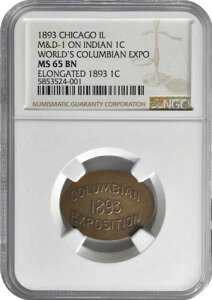 1893 CHICAGO IL
M&D-1 ON INDIAN 1C
WORLD'S COLUMBIAN EXPO
MS 65 BN
ELONGATED 1893 1C
NUMISMATIC GUARANTY CORPORATION
NGC
5853524-001
COLUMBIAN
1893
EXPOSITION